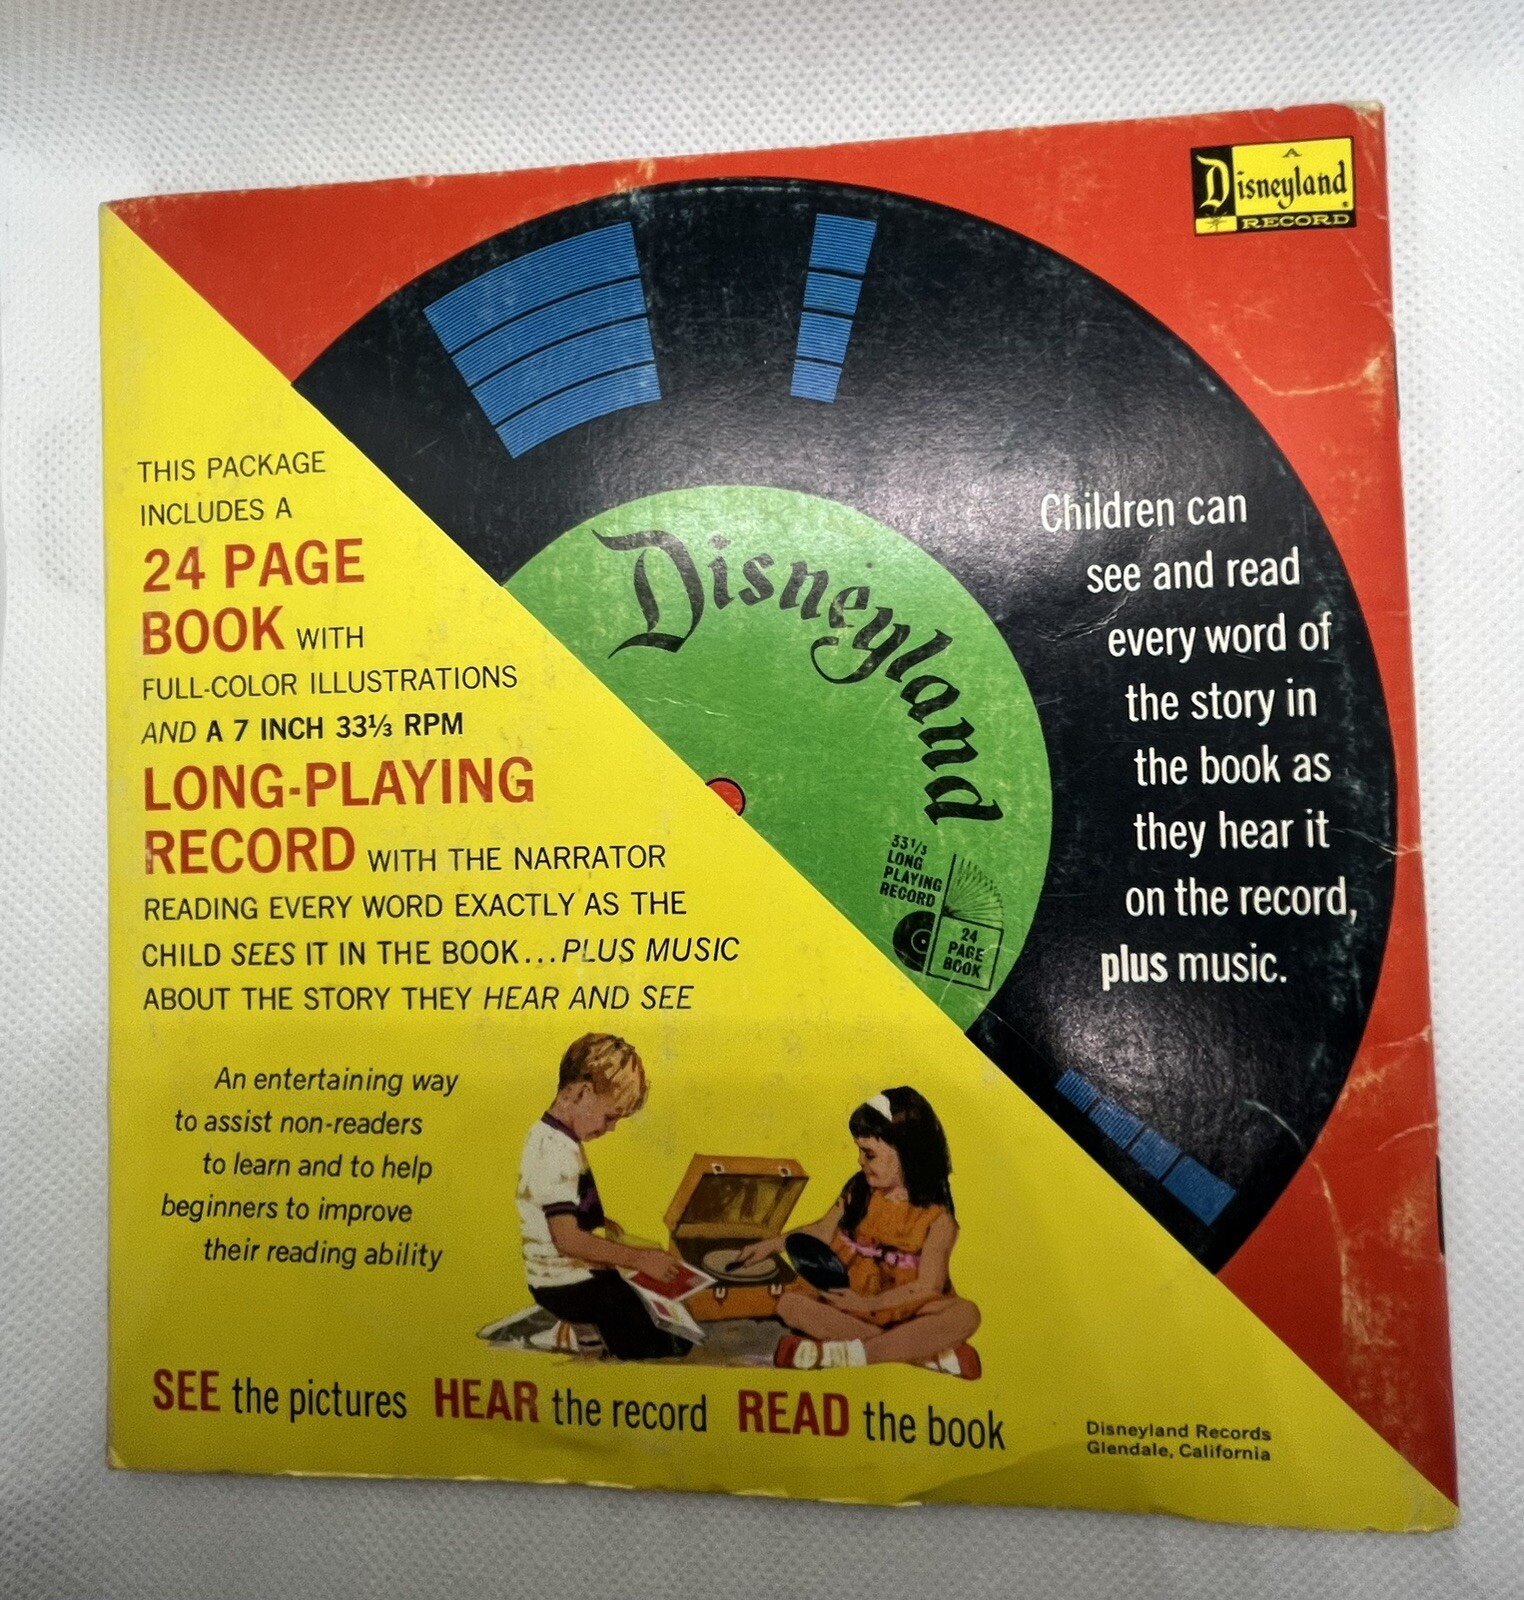 A
Disneyland
RECORD
THIS PACKAGE
INCLUDES A
24 PAGE
BOOK WITH
FULL-COLOR ILLUSTRATIONS
AND A 7 INCH 33⅓ RPM
LONG-PLAYING
RECORD WITH THE NARRATOR
READING EVERY WORD EXACTLY AS THE
CHILD SEES IT IN THE BOOK...PLUS MUSIC
ABOUT THE STORY THEY HEAR AND SEE
Disneyland
33⅓
LONG
PLAYING
RECORD
24
PAGE
BOOK
Children can
see and read
every word of
the story in
the book as
they hear it
on the record,
plus music.
An entertaining way
to assist non-readers
to learn and to help
beginners to improve
their reading ability
SEE the pictures HEAR the record READ the book
Disneyland Records
Glendale, California